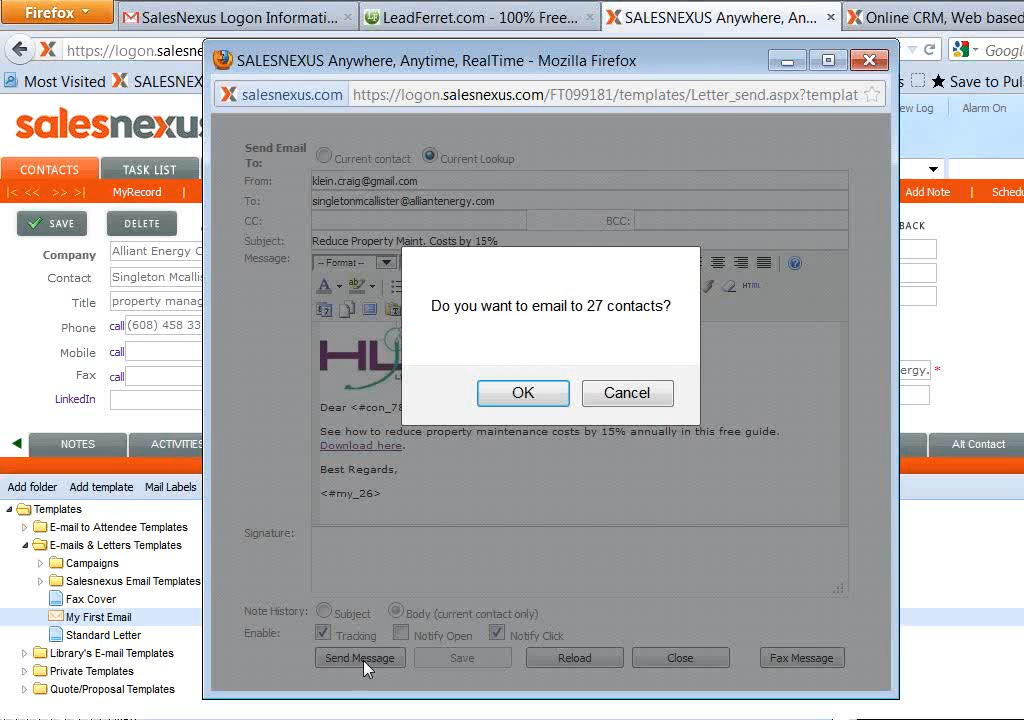 Firefox
SalesNexus Logon Informati...
LeadFerret.com - 100% Free...
SALESNEXUS Anywhere, An...
Online CRM, Web based
https://logon.salesne
Goog
Most Visited
SALESNEX
Save to Pul
SALESNEXUS Anywhere, Anytime, RealTime - Mozilla Firefox
salesnexus.com
https://logon.salesnexus.com/FT099181/templates/Letter_send.aspx?templat
salesnexus
ew Log
Alarm On
CONTACTS
TASK LIST
|< << >> >|
MyRecord
|
Add Note
|
Schedu
SAVE
DELETE
BACK
Company
Alliant Energy C
Contact
Singleton Mcallis
Title
property manag
Phone
call
(608) 458 33
Mobile
call
Fax
call
LinkedIn
ergy.
*
NOTES
ACTIVITIES
Alt Contact
Add folder
Add template
Mail Labels
Templates
E-mail to Attendee Templates
E-mails & Letters Templates
Campaigns
Salesnexus Email Templates
Fax Cover
My First Email
Standard Letter
Library's E-mail Templates
Private Templates
Quote/Proposal Templates
Send Email To:
Current contact
Current Lookup
From:
klein.craig@gmail.com
To:
singletonmcallister@alliantenergy.com
CC:
BCC:
Subject:
Reduce Property Maint. Costs by 15%
Message:
-- Format --
HTML
Do you want to email to 27 contacts?
OK
Cancel
Dear <#con_78
See how to reduce property maintenance costs by 15% annually in this free guide.
Download here.
Best Regards,
<#my_26>
Signature:
Note History:
Subject
Body (current contact only)
Enable:
Tracking
Notify Open
Notify Click
Send Message
Save
Reload
Close
Fax Message